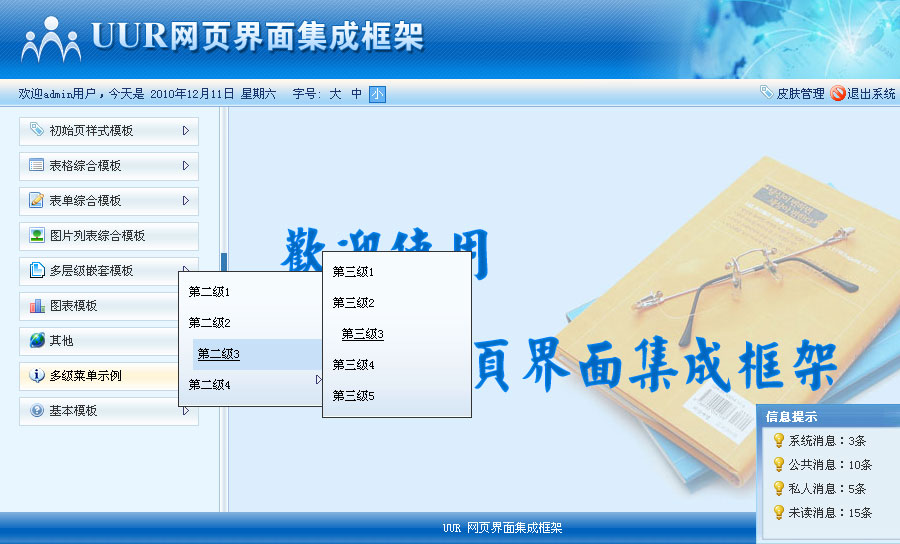 UUR网页界面集成框架
欢迎admin用户，今天是 2010年12月11日 星期六 字号: 大 中 小
皮肤管理 退出系统
初始页样式模板
表格综合模板
表单综合模板
图片列表综合模板
多层级嵌套模板
图表模板
其他
多级菜单示例
基本模板
歡迎使用
頁界面集成框架
第二级1
第二级2
第二级3
第二级4
第三级1
第三级2
第三级3
第三级4
第三级5
信息提示
系统消息：3条
公共消息：10条
私人消息：5条
未读消息：15条
UUR 网页界面集成框架